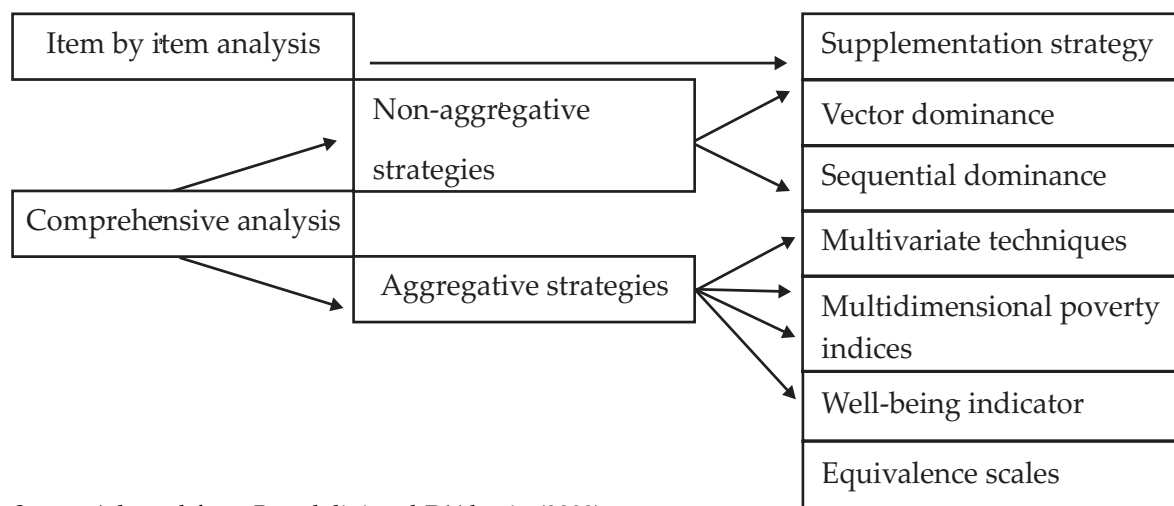 Item by item analysis
Supplementation strategy
Non-aggregative
strategies
Vector dominance
Sequential dominance
Comprehensive analysis
Multivariate techniques
Aggregative strategies
Multidimensional poverty
indices
Well-being indicator
Equivalence scales